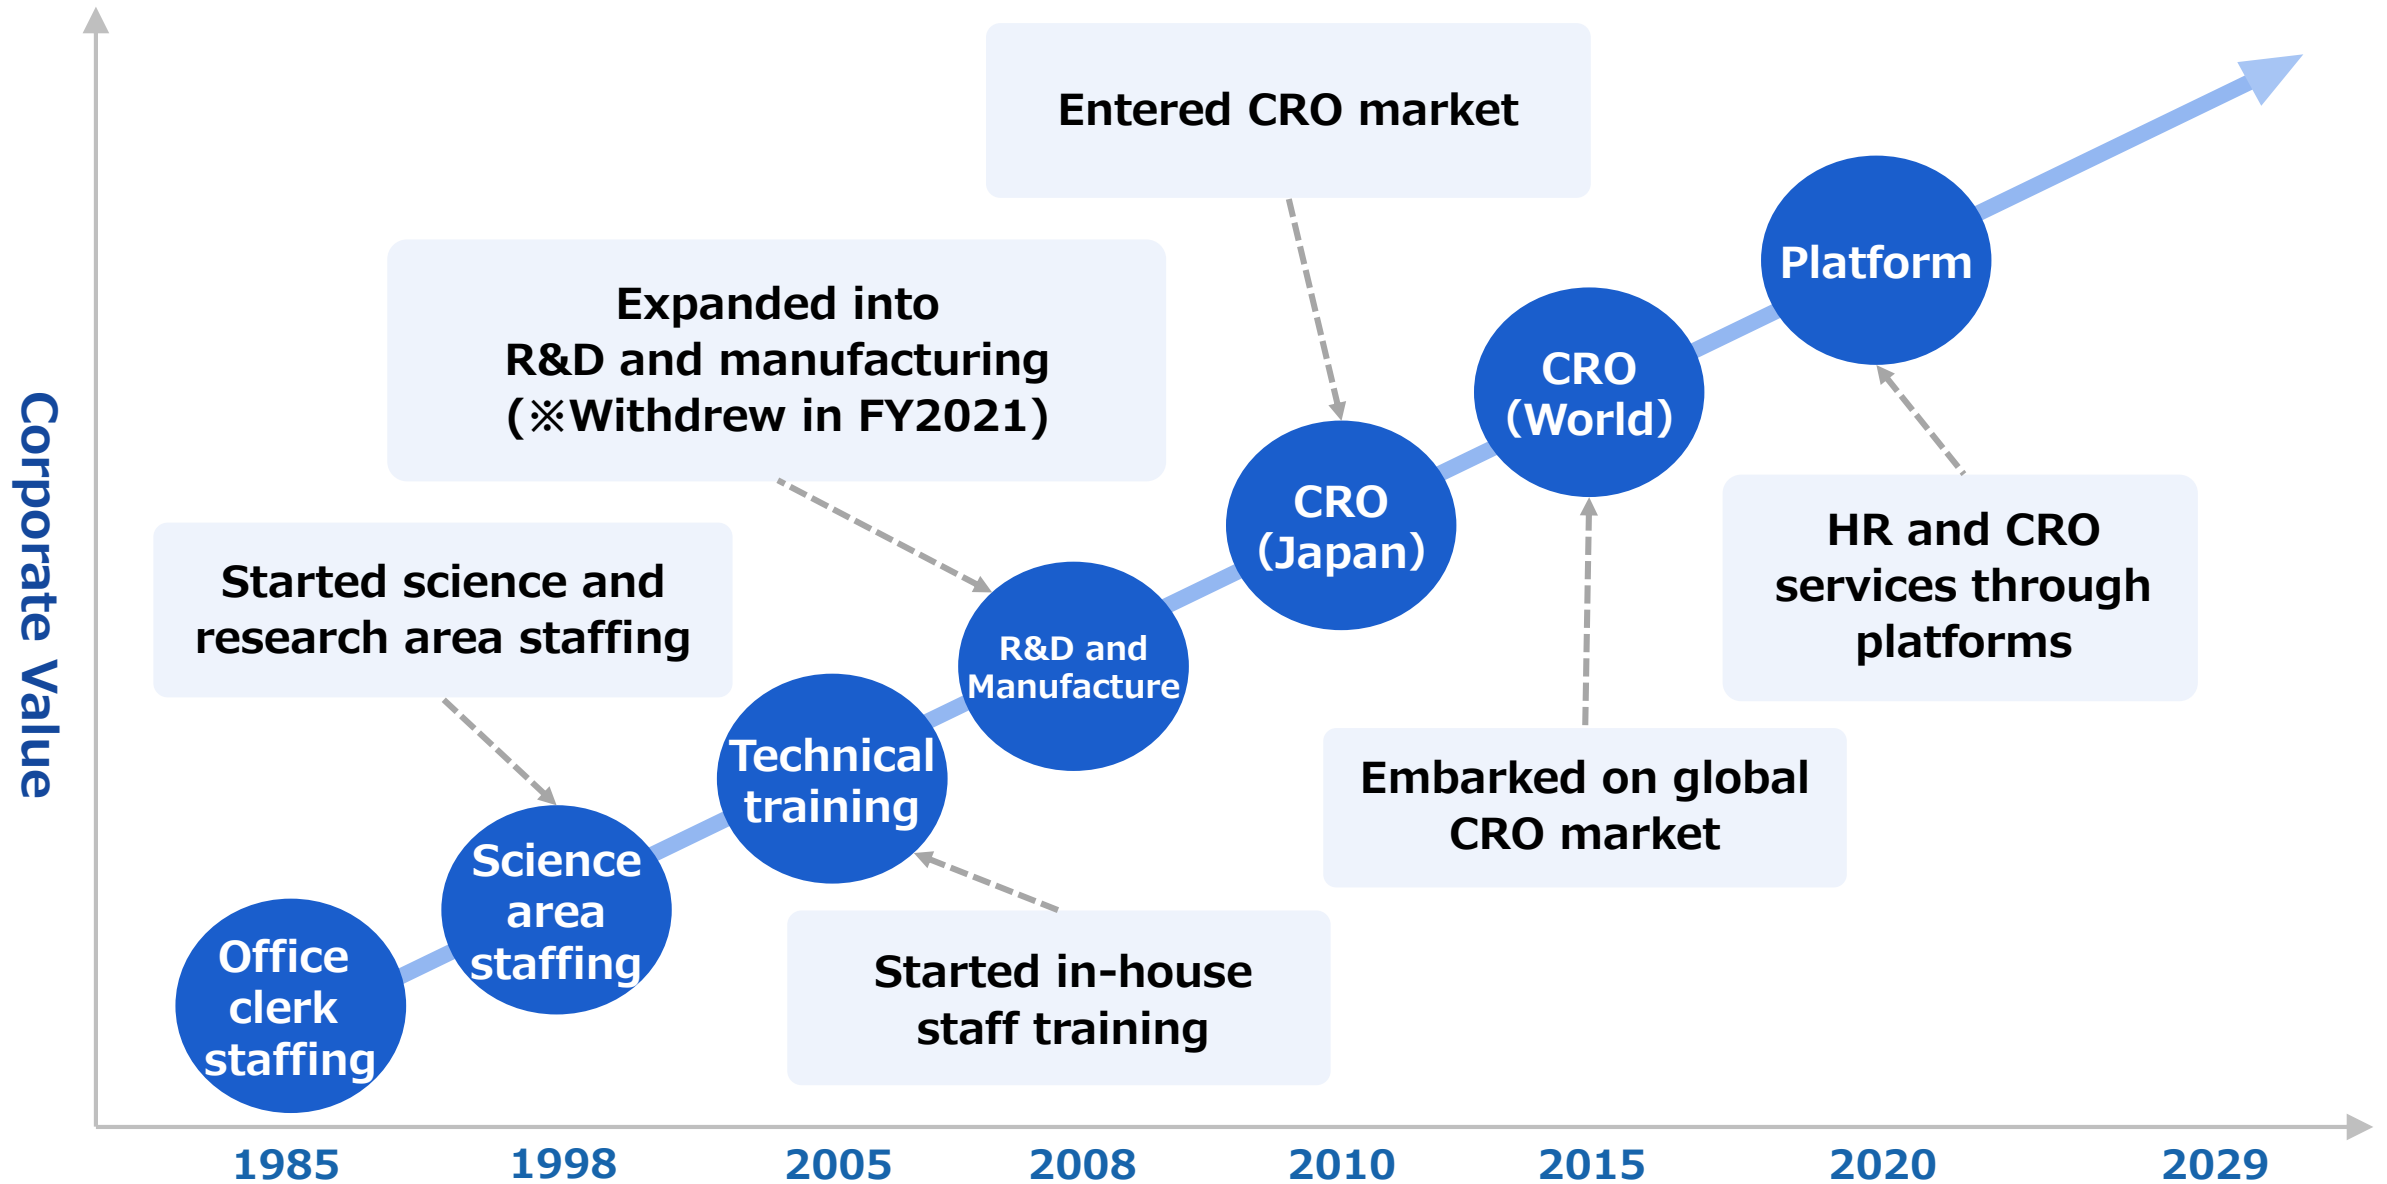 Entered CRO market
Platform
Expanded into
R&D and manufacturing
(※Withdrew in FY2021)
CRO
(World)
CRO
(Japan)
HR and CRO
services through
platforms
Started science and
research area staffing
R&D and
Manufacture
Technical
training
Embarked on global
CRO market
Science
area
staffing
Office
clerk
staffing
Started in-house
staff training
Corporate Value
1985
1998
2005
2008
2010
2015
2020
2029